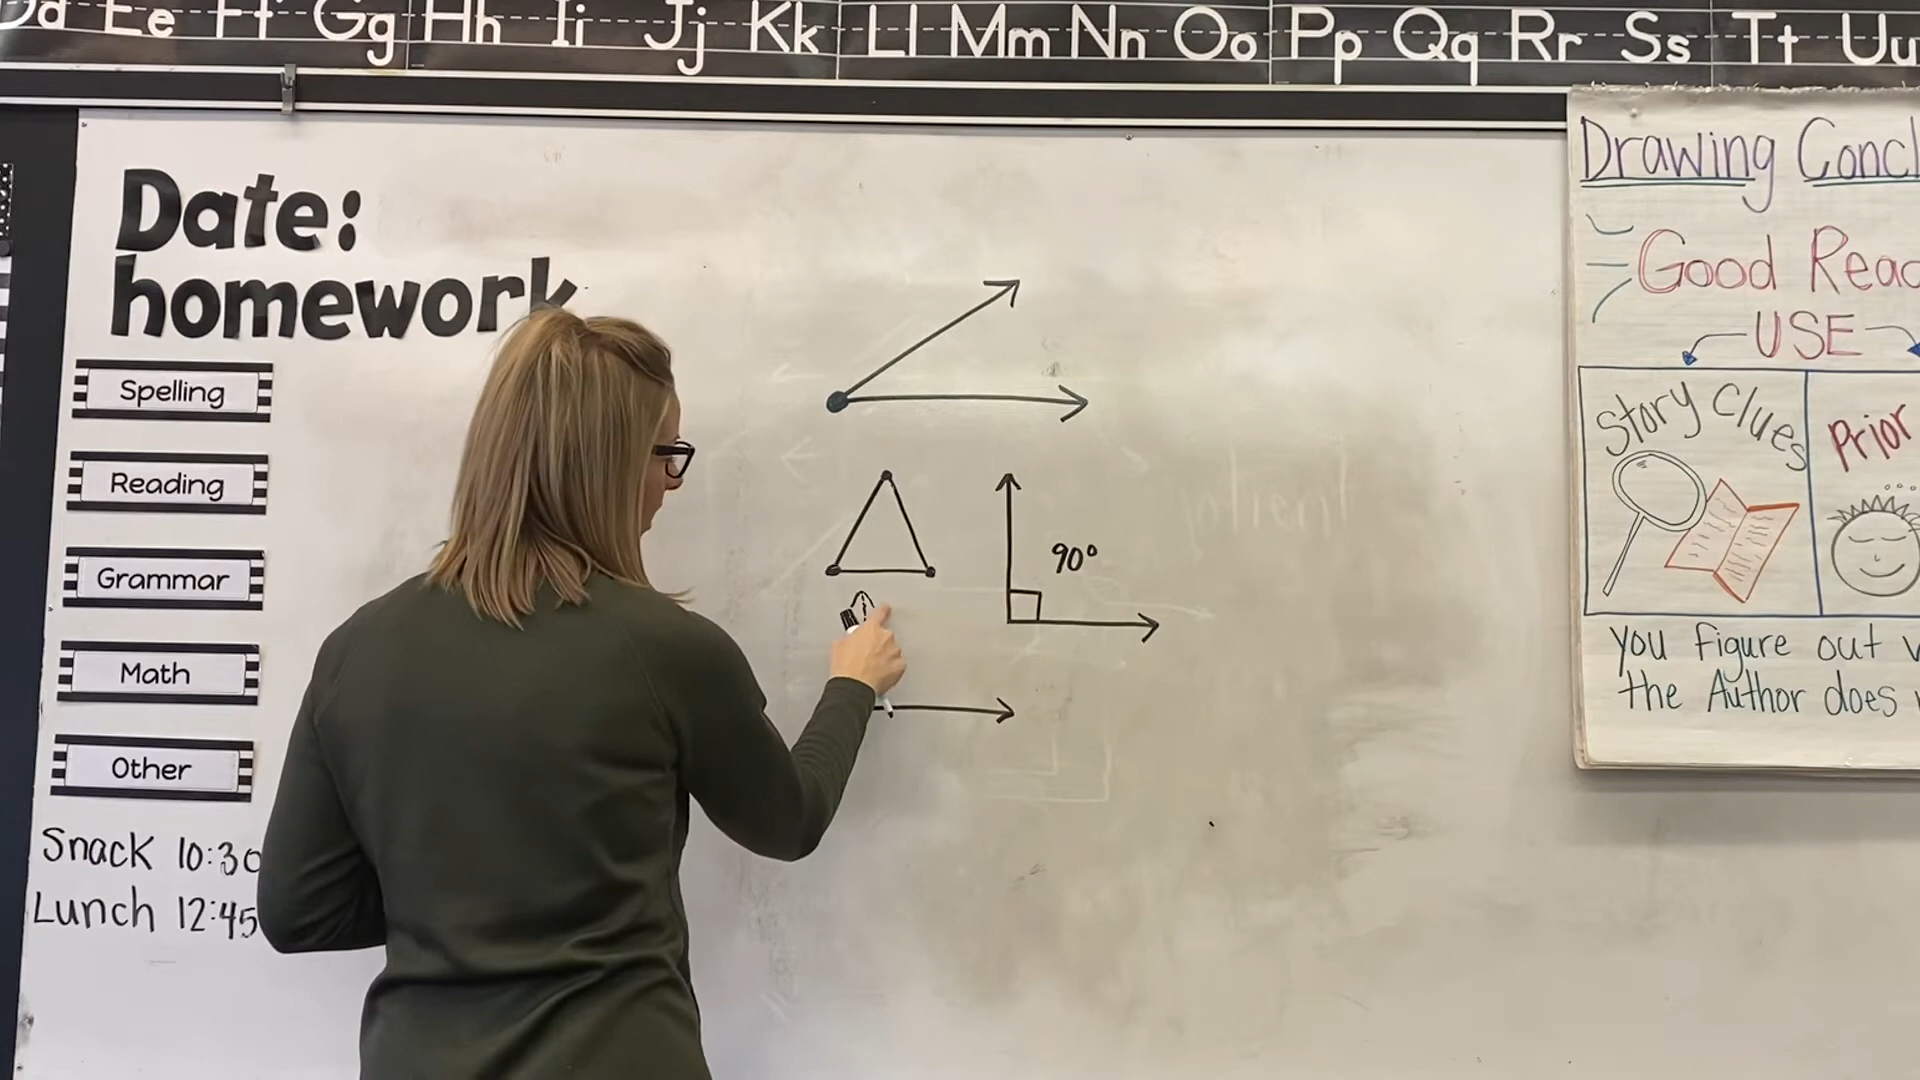 Ee Ff Gg Hh Ii Jj Kk Ll Mm Nn Oo Pp Qq Rr Ss Tt Uu
Date:
homework
Spelling
Reading
Grammar
Math
Other
Snack 10:30
Lunch 12:45
90°
Drawing Concl
Good Read
USE
Story Clues
Prior
you figure out
the Author does